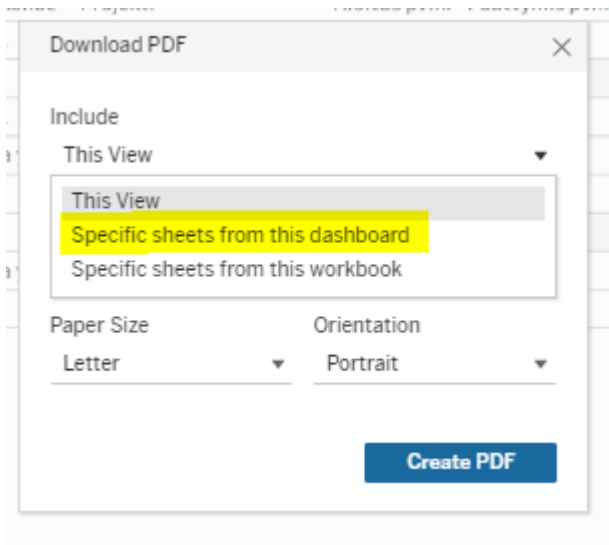 Download PDF
Include
This View
This View
Specific sheets from this dashboard
Specific sheets from this workbook
Paper Size Orientation
Letter Portrait
Create PDF